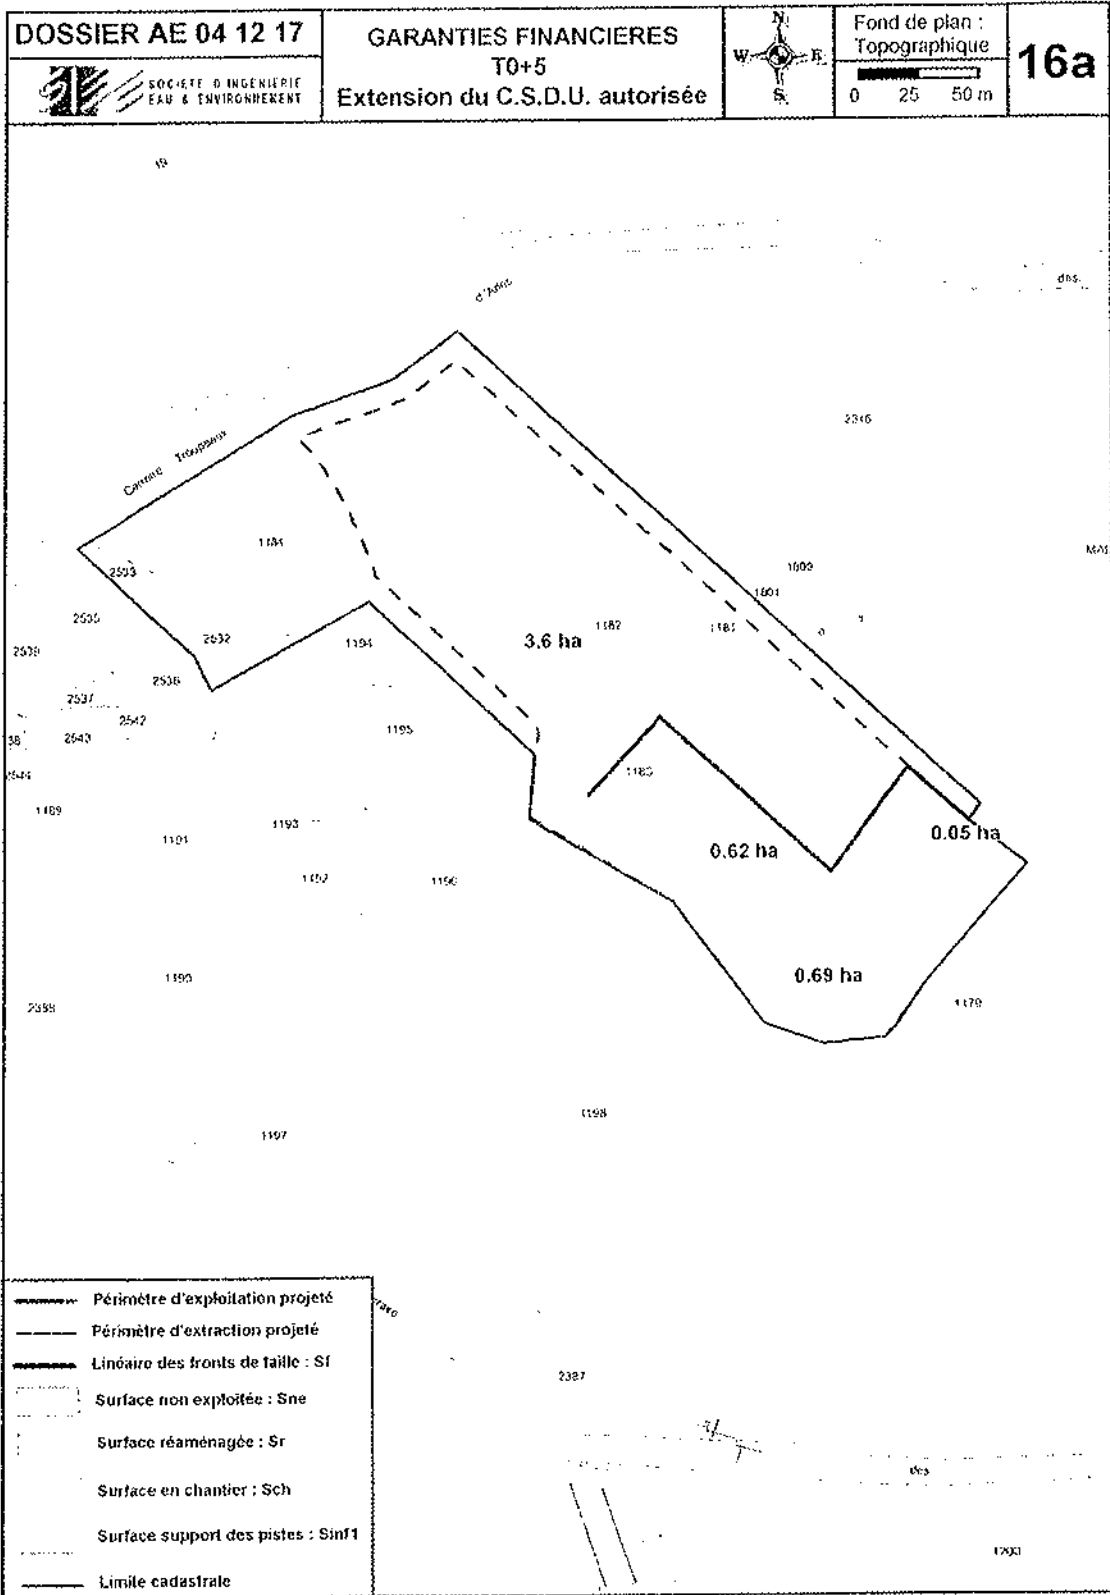 DOSSIER AE 04 12 17
SOCIETE D'INGENIERIE
EAU & ENVIRONNEMENT
GARANTIES FINANCIERES
T0+5
Extension du C.S.D.U. autorisée
N
W
E
S
Fond de plan :
Topographique
0 25 50 m
16a
d'Arles
des
2316
Carraire Troupeaux
1184
2533
1800
1801
2535
2532
1194
3.6 ha
1182
1181
2539
2536
2537
2542
2543
1195
38
1183
1189
1193
1191
0.62 ha
0.05 ha
1192
1196
1190
0.69 ha
2388
1179
1198
1197
2387
des
Périmètre d'exploitation projeté
Périmètre d'extraction projeté
Linéaire des fronts de taille : Sf
Surface non exploitée : Sne
Surface réaménagée : Sr
Surface en chantier : Sch
Surface support des pistes : Sinf1
Limite cadastrale